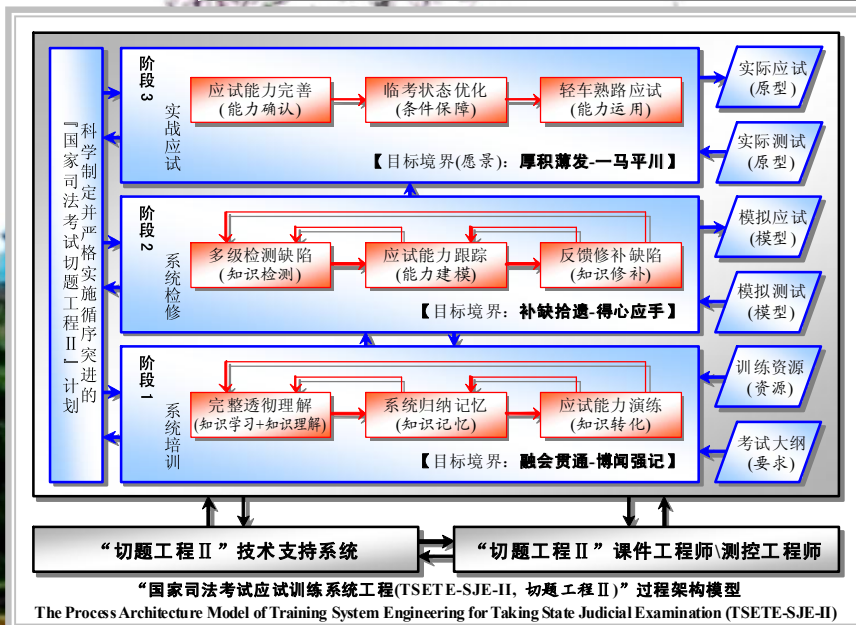 科学制定并严格实施循序突进的
『国家司法考试切题工程Ⅱ』计划
阶段3
实战应试
应试能力完善
(能力确认)
临考状态优化
(条件保障)
轻车熟路应试
(能力运用)
【目标境界(愿景)：厚积薄发-一马平川】
实际应试
(原型)
实际测试
(原型)
阶段2
系统检修
多级检测缺陷
(知识检测)
应试能力跟踪
(能力建模)
反馈修补缺陷
(知识修补)
【目标境界：补缺拾遗-得心应手】
模拟应试
(模型)
模拟测试
(模型)
阶段1
系统培训
完整透彻理解
(知识学习+知识理解)
系统归纳记忆
(知识记忆)
应试能力演练
(知识转化)
【目标境界：融会贯通-博闻强记】
训练资源
(资源)
考试大纲
(要求)
“切题工程Ⅱ”技术支持系统
“切题工程Ⅱ”课件工程师\测控工程师
“国家司法考试应试训练系统工程(TSETE-SJE-II, 切题工程Ⅱ)”过程架构模型
The Process Architecture Model of Training System Engineering for Taking State Judicial Examination (TSETE-SJE-II)